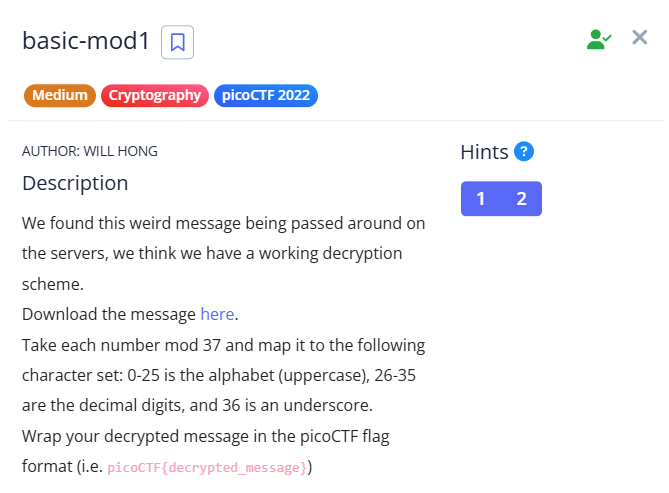 basic-mod1
Medium Cryptography picoCTF 2022
AUTHOR: WILL HONG
Description
We found this weird message being passed around on
the servers, we think we have a working decryption
scheme.
Download the message here.
Take each number mod 37 and map it to the following
character set: 0-25 is the alphabet (uppercase), 26-35
are the decimal digits, and 36 is an underscore.
Wrap your decrypted message in the picoCTF flag
format (i.e. picoCTF{decrypted_message})
Hints ?
1 2